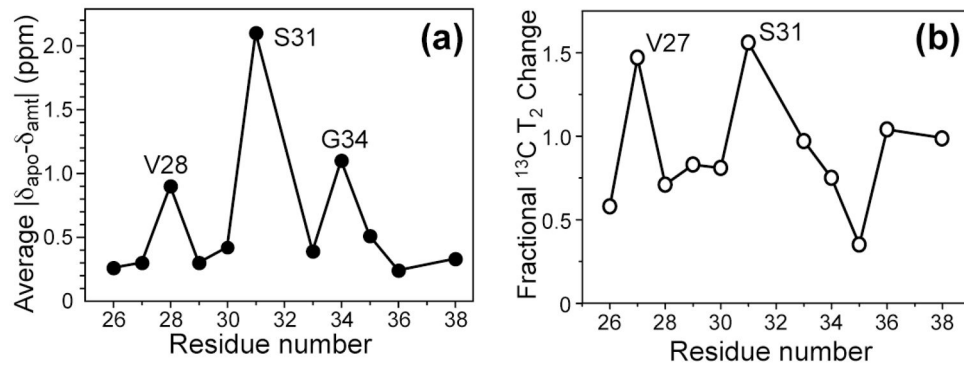 (a)
Average |δapo-δamt| (ppm)
2.0
1.5
1.0
0.5
0
V28
S31
G34
26 28 30 32 34 36 38
Residue number
(b)
Fractional ¹³C T₂ Change
1.5
1.0
0.5
0
V27
S31
26 28 30 32 34 36 38
Residue number